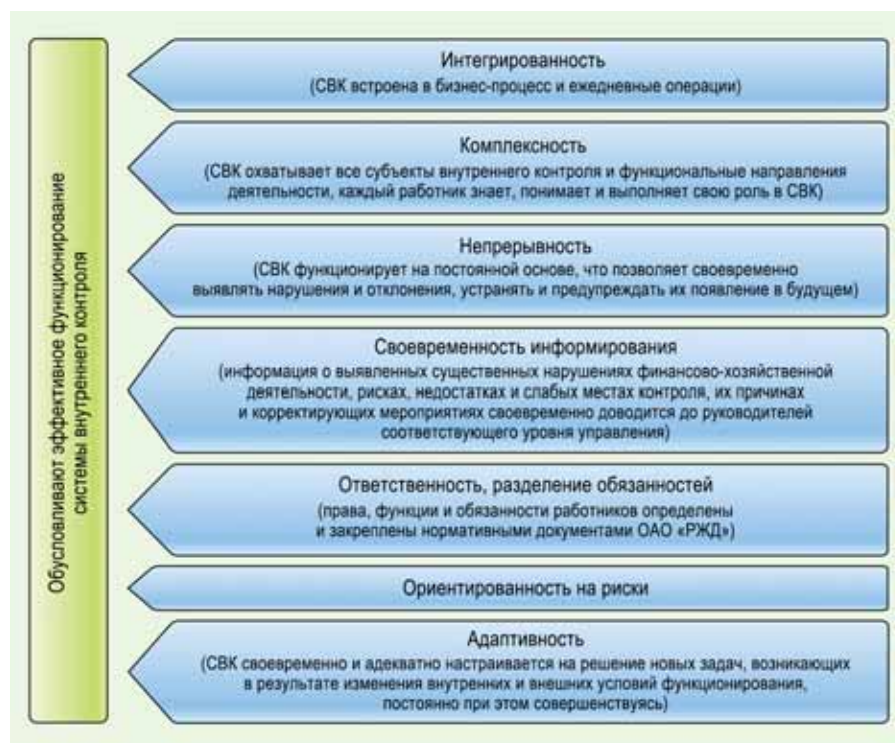 Обусловливают эффективное функционирование
системы внутреннего контроля
Интегрированность
(СВК встроена в бизнес-процесс и ежедневные операции)
Комплексность
(СВК охватывает все субъекты внутреннего контроля и функциональные направления
деятельности, каждый работник знает, понимает и выполняет свою роль в СВК)
Непрерывность
(СВК функционирует на постоянной основе, что позволяет своевременно
выявлять нарушения и отклонения, устранять и предупреждать их появление в будущем)
Своевременность информирования
(информация о выявленных существенных нарушениях финансово-хозяйственной
деятельности, рисках, недостатках и слабых местах контроля, их причинах
и корректирующих мероприятиях своевременно доводится до руководителей
соответствующего уровня управления)
Ответственность, разделение обязанностей
(права, функции и обязанности работников определены
и закреплены нормативными документами ОАО «РЖД»)
Ориентированность на риски
Адаптивность
(СВК своевременно и адекватно настраивается на решение новых задач, возникающих
в результате изменения внутренних и внешних условий функционирования,
постоянно при этом совершенствуясь)